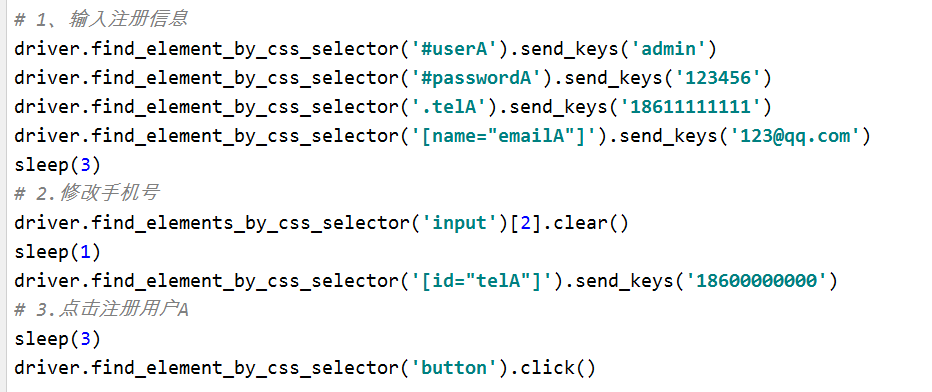 # 1、输入注册信息
driver.find_element_by_css_selector('#userA').send_keys('admin')
driver.find_element_by_css_selector('#passwordA').send_keys('123456')
driver.find_element_by_css_selector('.telA').send_keys('18611111111')
driver.find_element_by_css_selector('[name="emailA"]').send_keys('123@qq.com')
sleep(3)
# 2.修改手机号
driver.find_elements_by_css_selector('input')[2].clear()
sleep(1)
driver.find_element_by_css_selector('[id="telA"]').send_keys('18600000000')
# 3.点击注册用户A
sleep(3)
driver.find_element_by_css_selector('button').click()